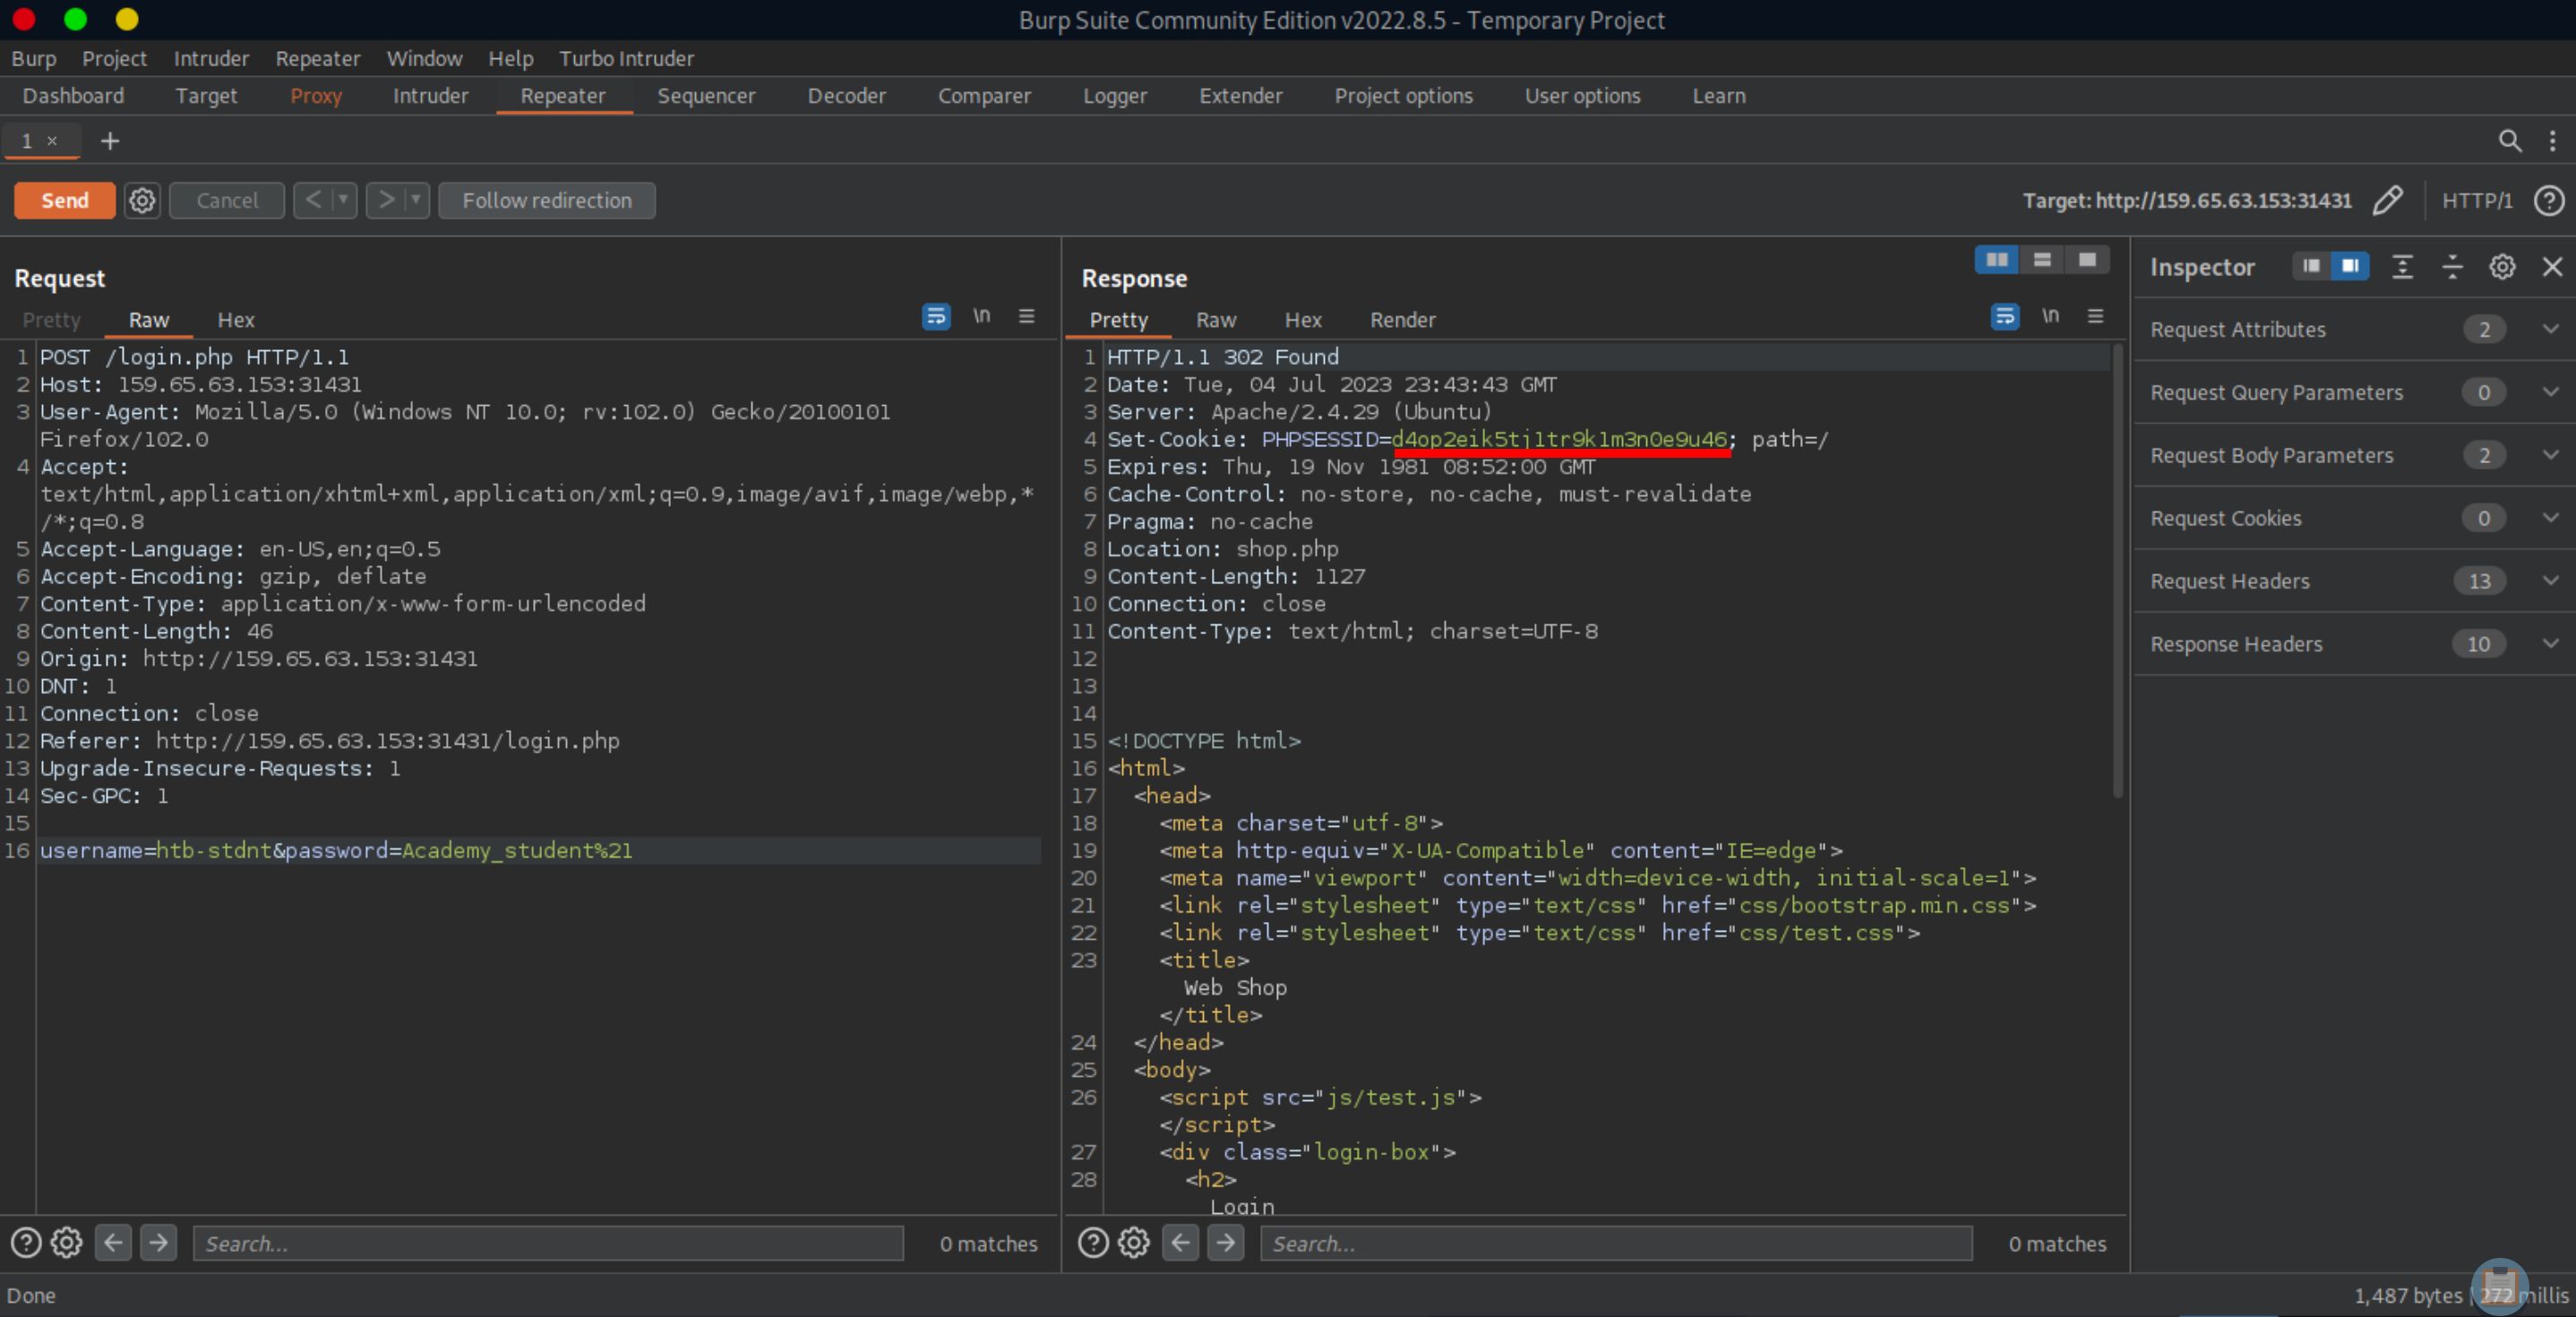 Burp Suite Community Edition v2022.8.5 - Temporary Project
Burp Project Intruder Repeater Window Help Turbo Intruder
Dashboard Target Proxy Intruder Repeater Sequencer Decoder Comparer Logger Extender Project options User options Learn
1 × +
Send Cancel < > Follow redirection Target: http://159.65.63.153:31431 HTTP/1 ?
Request
Pretty Raw Hex \n
1 POST /login.php HTTP/1.1
2 Host: 159.65.63.153:31431
3 User-Agent: Mozilla/5.0 (Windows NT 10.0; rv:102.0) Gecko/20100101
Firefox/102.0
4 Accept:
text/html,application/xhtml+xml,application/xml;q=0.9,image/avif,image/webp,*
/*;q=0.8
5 Accept-Language: en-US,en;q=0.5
6 Accept-Encoding: gzip, deflate
7 Content-Type: application/x-www-form-urlencoded
8 Content-Length: 46
9 Origin: http://159.65.63.153:31431
10 DNT: 1
11 Connection: close
12 Referer: http://159.65.63.153:31431/login.php
13 Upgrade-Insecure-Requests: 1
14 Sec-GPC: 1
15
16 username=htb-stdnt&password=Academy_student%21
? Search... 0 matches
Response
Pretty Raw Hex Render \n
1 HTTP/1.1 302 Found
2 Date: Tue, 04 Jul 2023 23:43:43 GMT
3 Server: Apache/2.4.29 (Ubuntu)
4 Set-Cookie: PHPSESSID=d4op2eik5tj1tr9k1m3n0e9u46; path=/
5 Expires: Thu, 19 Nov 1981 08:52:00 GMT
6 Cache-Control: no-store, no-cache, must-revalidate
7 Pragma: no-cache
8 Location: shop.php
9 Content-Length: 1127
10 Connection: close
11 Content-Type: text/html; charset=UTF-8
12
13
14
15 <!DOCTYPE html>
16 <html>
17 <head>
18 <meta charset="utf-8">
19 <meta http-equiv="X-UA-Compatible" content="IE=edge">
20 <meta name="viewport" content="width=device-width, initial-scale=1">
21 <link rel="stylesheet" type="text/css" href="css/bootstrap.min.css">
22 <link rel="stylesheet" type="text/css" href="css/test.css">
23 <title>
Web Shop
</title>
24 </head>
25 <body>
26 <script src="js/test.js">
</script>
27 <div class="login-box">
28 <h2>
Login
? Search... 0 matches
Inspector
Request Attributes 2
Request Query Parameters 0
Request Body Parameters 2
Request Cookies 0
Request Headers 13
Response Headers 10
Done
1,487 bytes | 272 millis